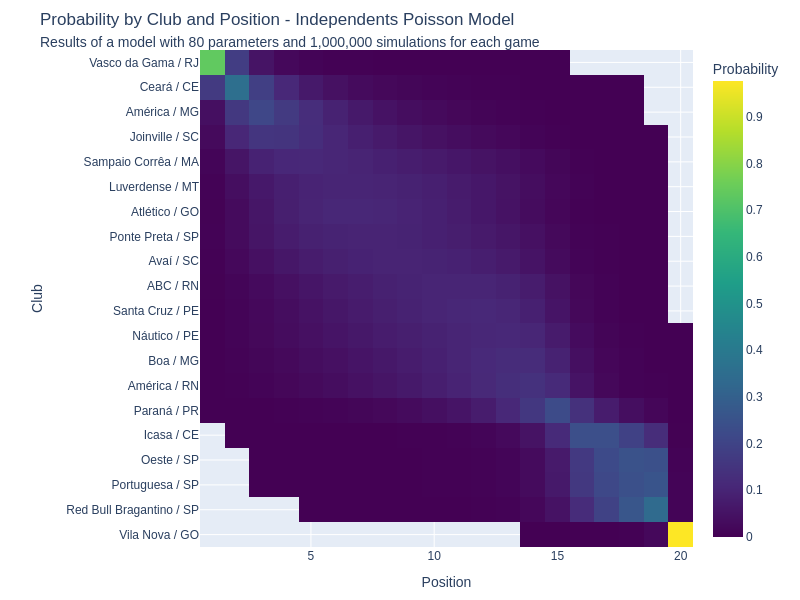 Probability by Club and Position - Independents Poisson Model
Results of a model with 80 parameters and 1,000,000 simulations for each game
Probability
Vasco da Gama / RJ
Ceará / CE
América / MG
Joinville / SC
Sampaio Corrêa / MA
Luverdense / MT
Atlético / GO
Ponte Preta / SP
Avaí / SC
ABC / RN
Santa Cruz / PE
Náutico / PE
Boa / MG
América / RN
Paraná / PR
Icasa / CE
Oeste / SP
Portuguesa / SP
Red Bull Bragantino / SP
Vila Nova / GO
Club
5
10
15
20
Position
0.9
0.8
0.7
0.6
0.5
0.4
0.3
0.2
0.1
0